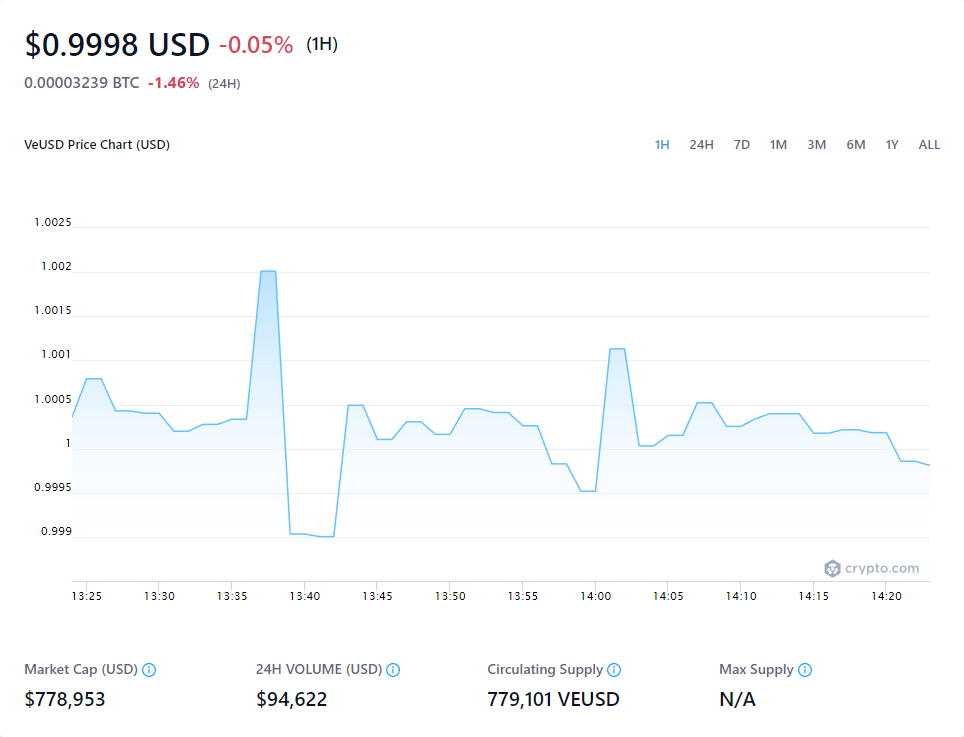 $0.9998 USD -0.05% (1H)
0.00003239 BTC -1.46% (24H)
VeUSD Price Chart (USD) 1H 24H 7D 1M 3M 6M 1Y ALL
1.0025
1.002
1.0015
1.001
1.0005
1
0.9995
0.999
crypto.com
13:25 13:30 13:35 13:40 13:45 13:50 13:55 14:00 14:05 14:10 14:15 14:20
Market Cap (USD) 24H VOLUME (USD) Circulating Supply Max Supply
$778,953 $94,622 779,101 VEUSD N/A